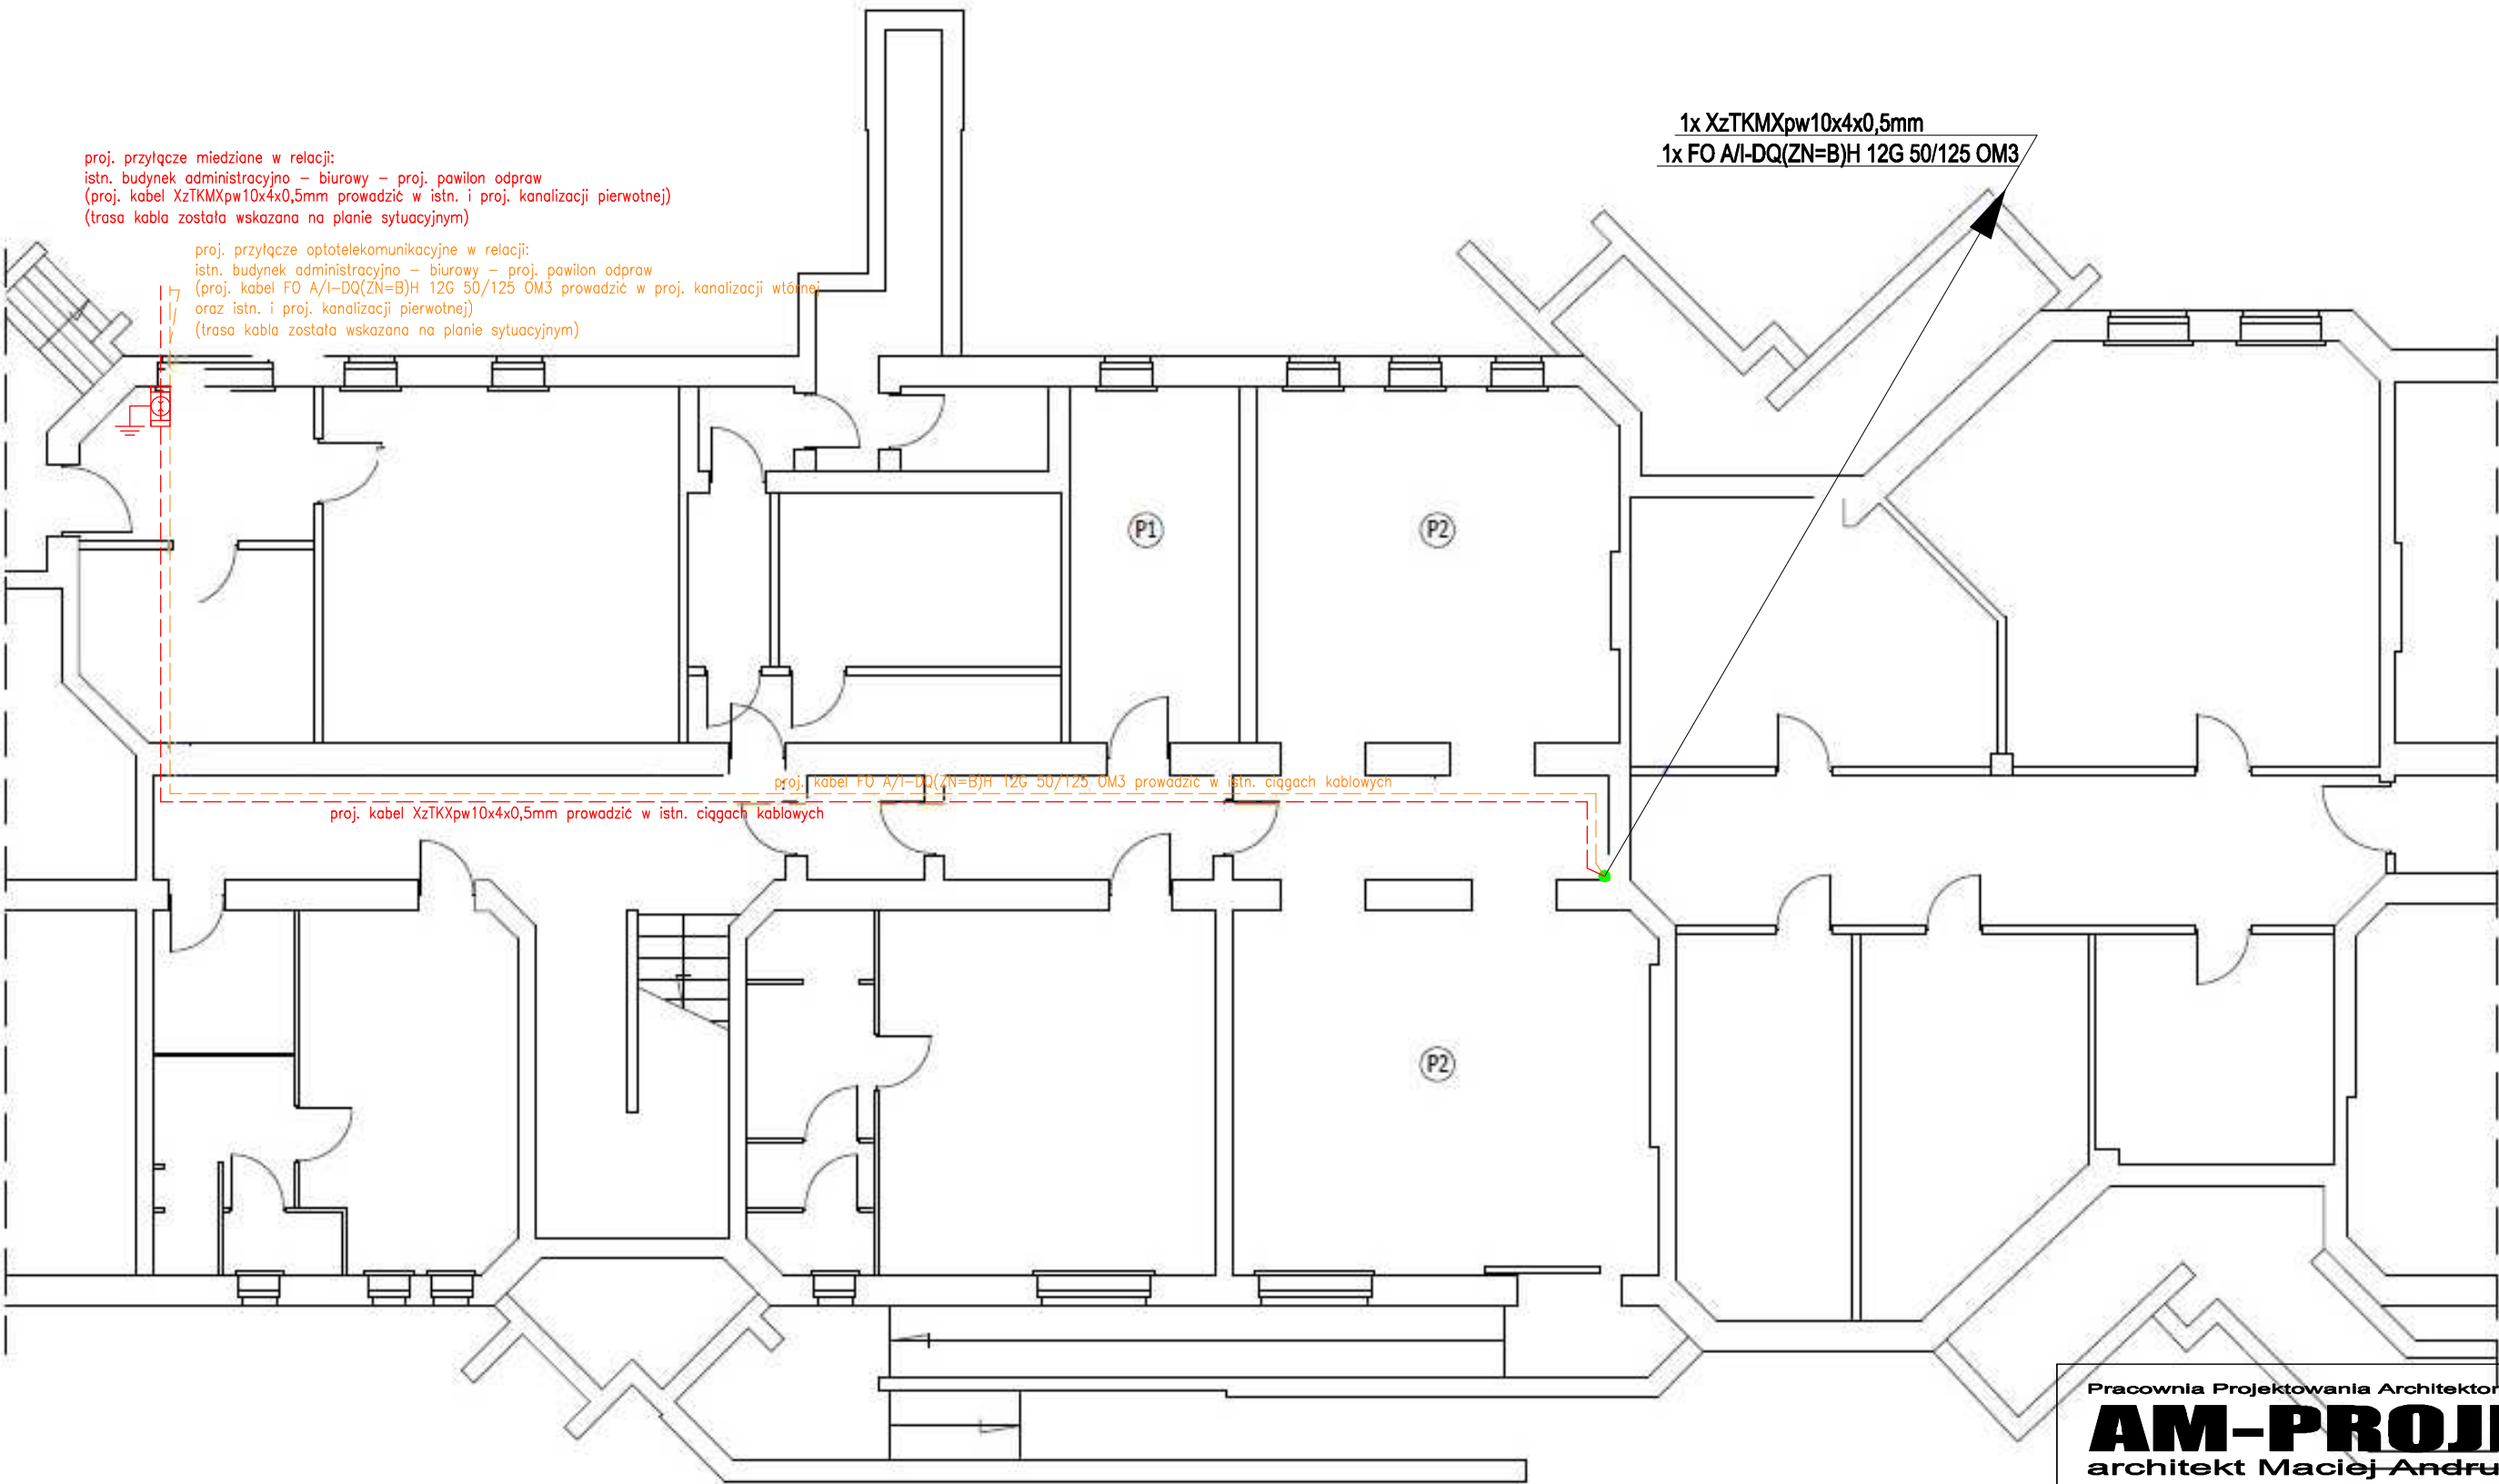 1x XzTKMXpw10x4x0,5mm
1x FO A/I-DQ(ZN=B)H 12G 50/125 OM3
proj. przyłącze miedziane w relacji:
istn. budynek administracyjno – biurowy – proj. pawilon odpraw
(proj. kabel XzTKMXpw10x4x0,5mm prowadzić w istn. i proj. kanalizacji pierwotnej)
(trasa kabla została wskazana na planie sytuacyjnym)
proj. przyłącze optotelekomunikacyjne w relacji:
istn. budynek administracyjno – biurowy – proj. pawilon odpraw
(proj. kabel FO A/I–DQ(ZN=B)H 12G 50/125 OM3 prowadzić w proj. kanalizacji wtórnej
oraz istn. i proj. kanalizacji pierwotnej)
(trasa kabla została wskazana na planie sytuacyjnym)
P1
P2
proj. kabel FO A/I–DQ(ZN=B)H 12G 50/125 OM3 prowadzić w istn. ciągach kablowych
proj. kabel XzTKXpw10x4x0,5mm prowadzić w istn. ciągach kablowych
P2
Pracownia Projektowania Architektor
AM-PROJ
architekt Maciej Andru